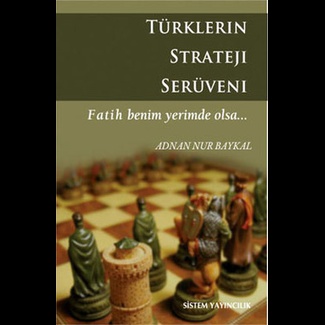 TÜRKLERIN
STRATEJI
SERÜVENI
Fatih benim yerimde olsa...
ADNAN NUR BAYKAL
SİSTEM YAYINCILIK